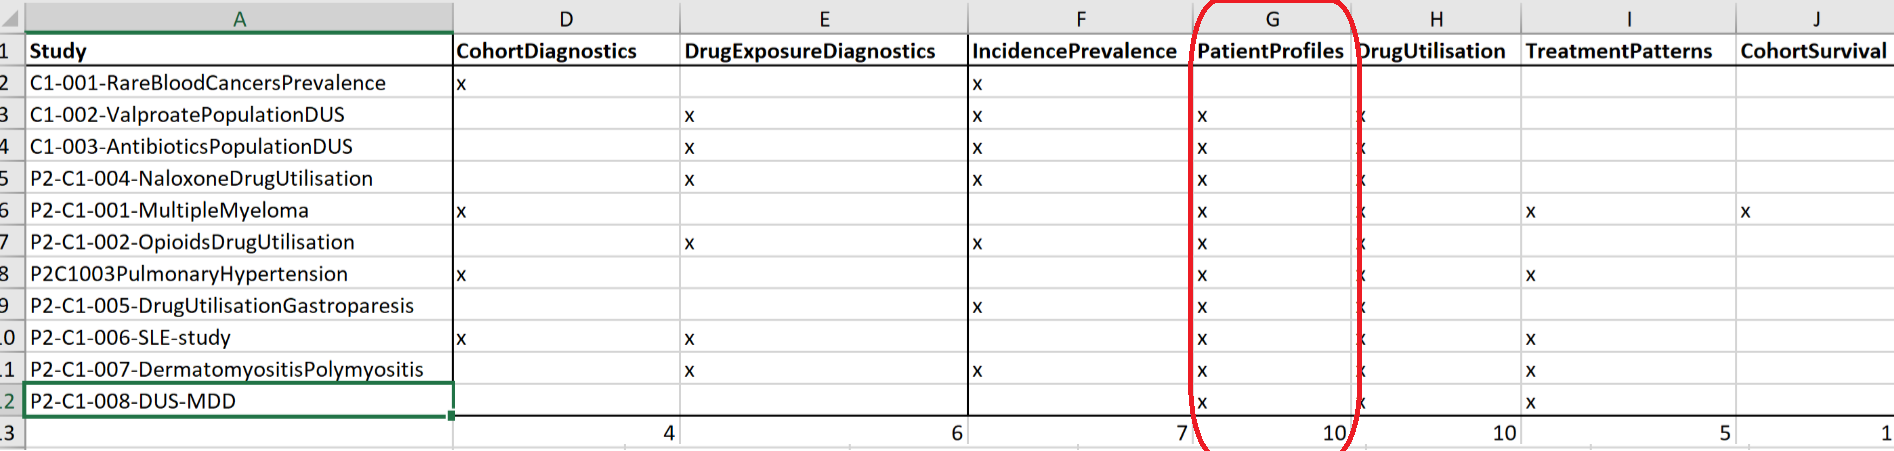 A D E F G H I J
1 Study CohortDiagnostics DrugExposureDiagnostics IncidencePrevalence PatientProfiles DrugUtilisation TreatmentPatterns CohortSurvival
2 C1-001-RareBloodCancersPrevalence x x
3 C1-002-ValproatePopulationDUS x x x x
4 C1-003-AntibioticsPopulationDUS x x x x
5 P2-C1-004-NaloxoneDrugUtilisation x x x x
6 P2-C1-001-MultipleMyeloma x x x x x
7 P2-C1-002-OpioidsDrugUtilisation x x x x
8 P2C1003PulmonaryHypertension x x x x
9 P2-C1-005-DrugUtilisationGastroparesis x x x
10 P2-C1-006-SLE-study x x x x x
11 P2-C1-007-DermatomyositisPolymyositis x x x x x
12 P2-C1-008-DUS-MDD x x x
13 4 6 7 10 10 5 1